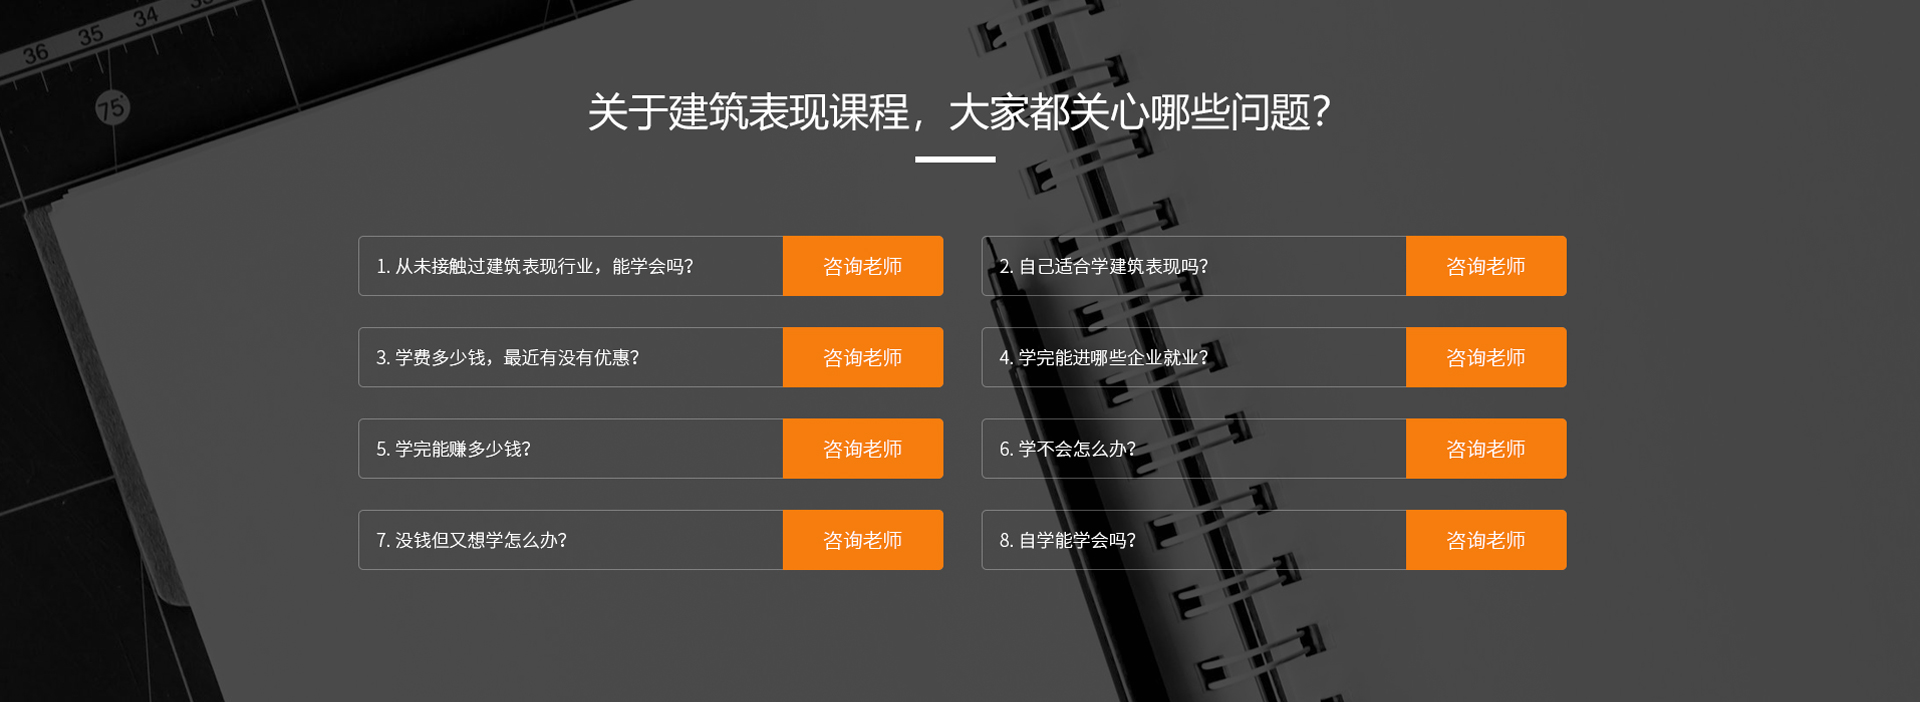 36 35 34
75°
关于建筑表现课程，大家都关心哪些问题？
1. 从未接触过建筑表现行业，能学会吗？ 咨询老师
2. 自己适合学建筑表现吗？ 咨询老师
3. 学费多少钱，最近有没有优惠？ 咨询老师
4. 学完能进哪些企业就业？ 咨询老师
5. 学完能赚多少钱？ 咨询老师
6. 学不会怎么办？ 咨询老师
7. 没钱但又想学怎么办？ 咨询老师
8. 自学能学会吗？ 咨询老师